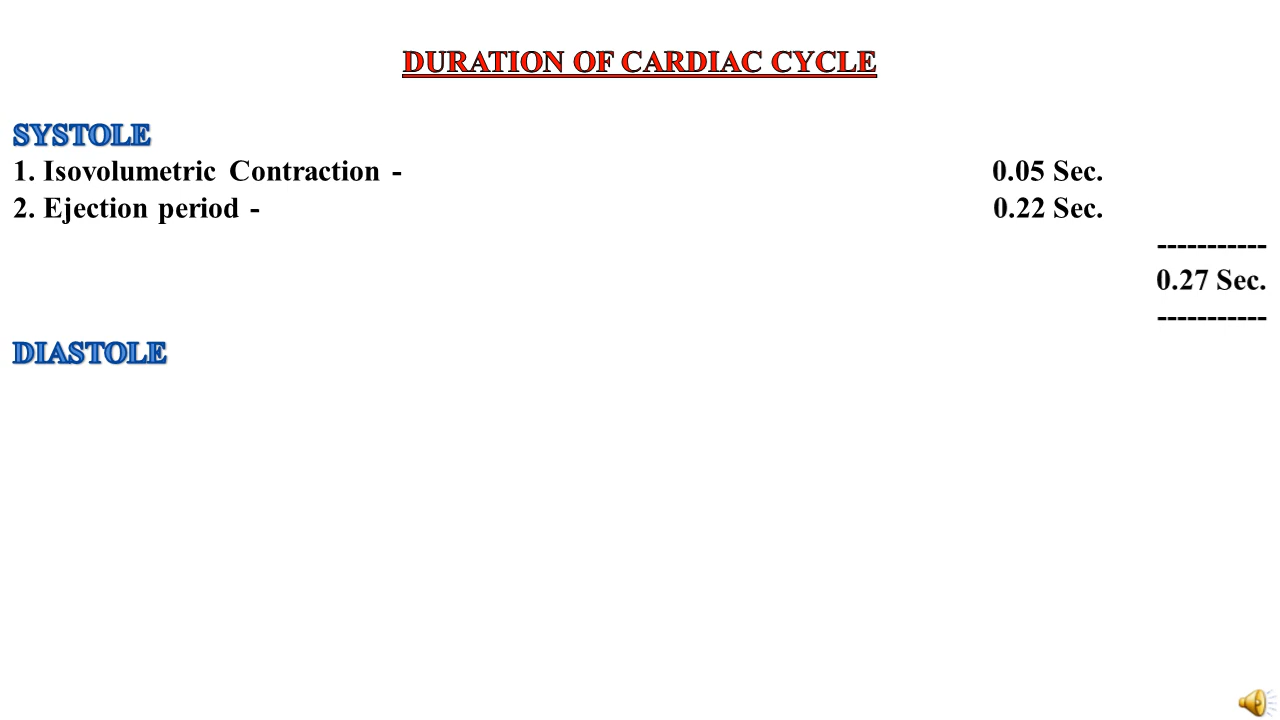 DURATION OF CARDIAC CYCLE
SYSTOLE
1. Isovolumetric Contraction - 0.05 Sec.
2. Ejection period - 0.22 Sec.
-----------
0.27 Sec.
-----------
DIASTOLE